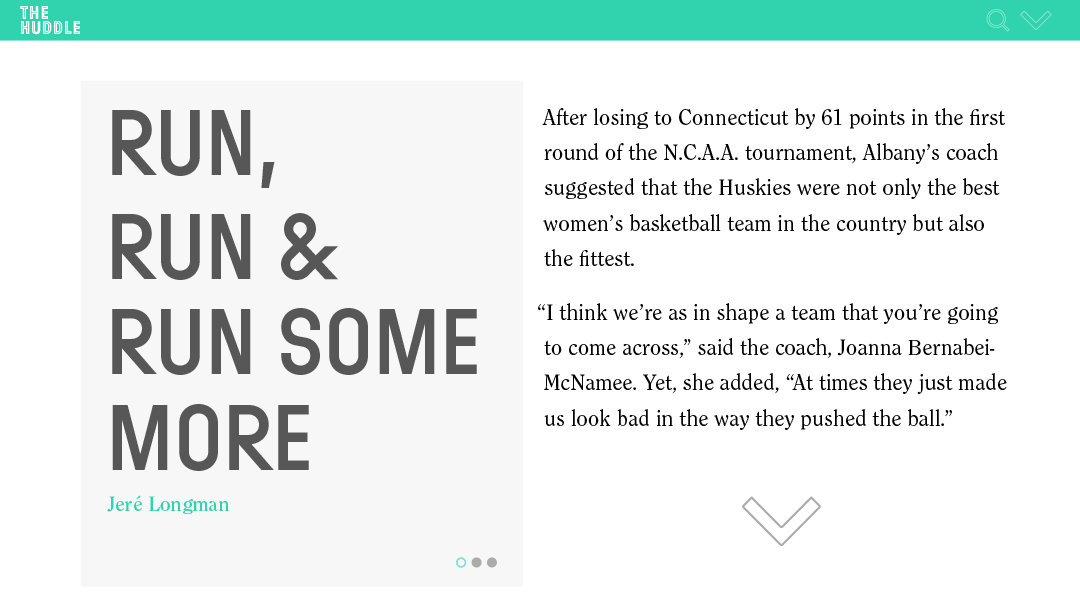 THE
HUDDLE
RUN,
RUN &
RUN SOME
MORE
Jeré Longman
After losing to Connecticut by 61 points in the first
round of the N.C.A.A. tournament, Albany’s coach
suggested that the Huskies were not only the best
women’s basketball team in the country but also
the fittest.
“I think we’re as in shape a team that you’re going
to come across,” said the coach, Joanna Bernabei-
McNamee. Yet, she added, “At times they just made
us look bad in the way they pushed the ball.”